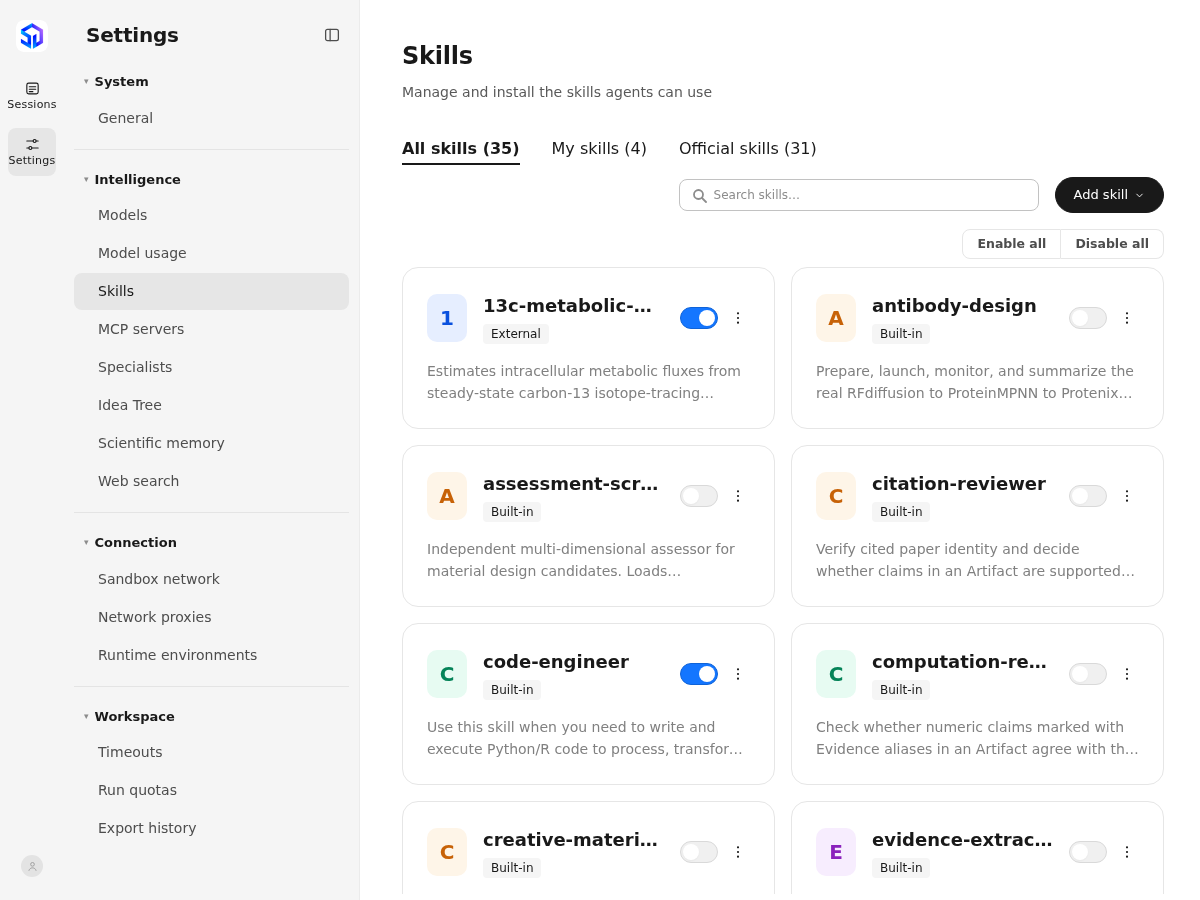 Settings
Sessions
Settings
System
General
Intelligence
Models
Model usage
Skills
MCP servers
Specialists
Idea Tree
Scientific memory
Web search
Connection
Sandbox network
Network proxies
Runtime environments
Workspace
Timeouts
Run quotas
Export history
Skills
Manage and install the skills agents can use
All skills (35)
My skills (4)
Official skills (31)
Search skills...
Add skill
Enable all
Disable all
1
13c-metabolic-...
External
Estimates intracellular metabolic fluxes from
steady-state carbon-13 isotope-tracing...
A
antibody-design
Built-in
Prepare, launch, monitor, and summarize the
real RFdiffusion to ProteinMPNN to Protenix...
A
assessment-scr...
Built-in
Independent multi-dimensional assessor for
material design candidates. Loads...
C
citation-reviewer
Built-in
Verify cited paper identity and decide
whether claims in an Artifact are supported...
C
code-engineer
Built-in
Use this skill when you need to write and
execute Python/R code to process, transfor...
C
computation-re...
Built-in
Check whether numeric claims marked with
Evidence aliases in an Artifact agree with th...
C
creative-materi...
Built-in
E
evidence-extrac...
Built-in